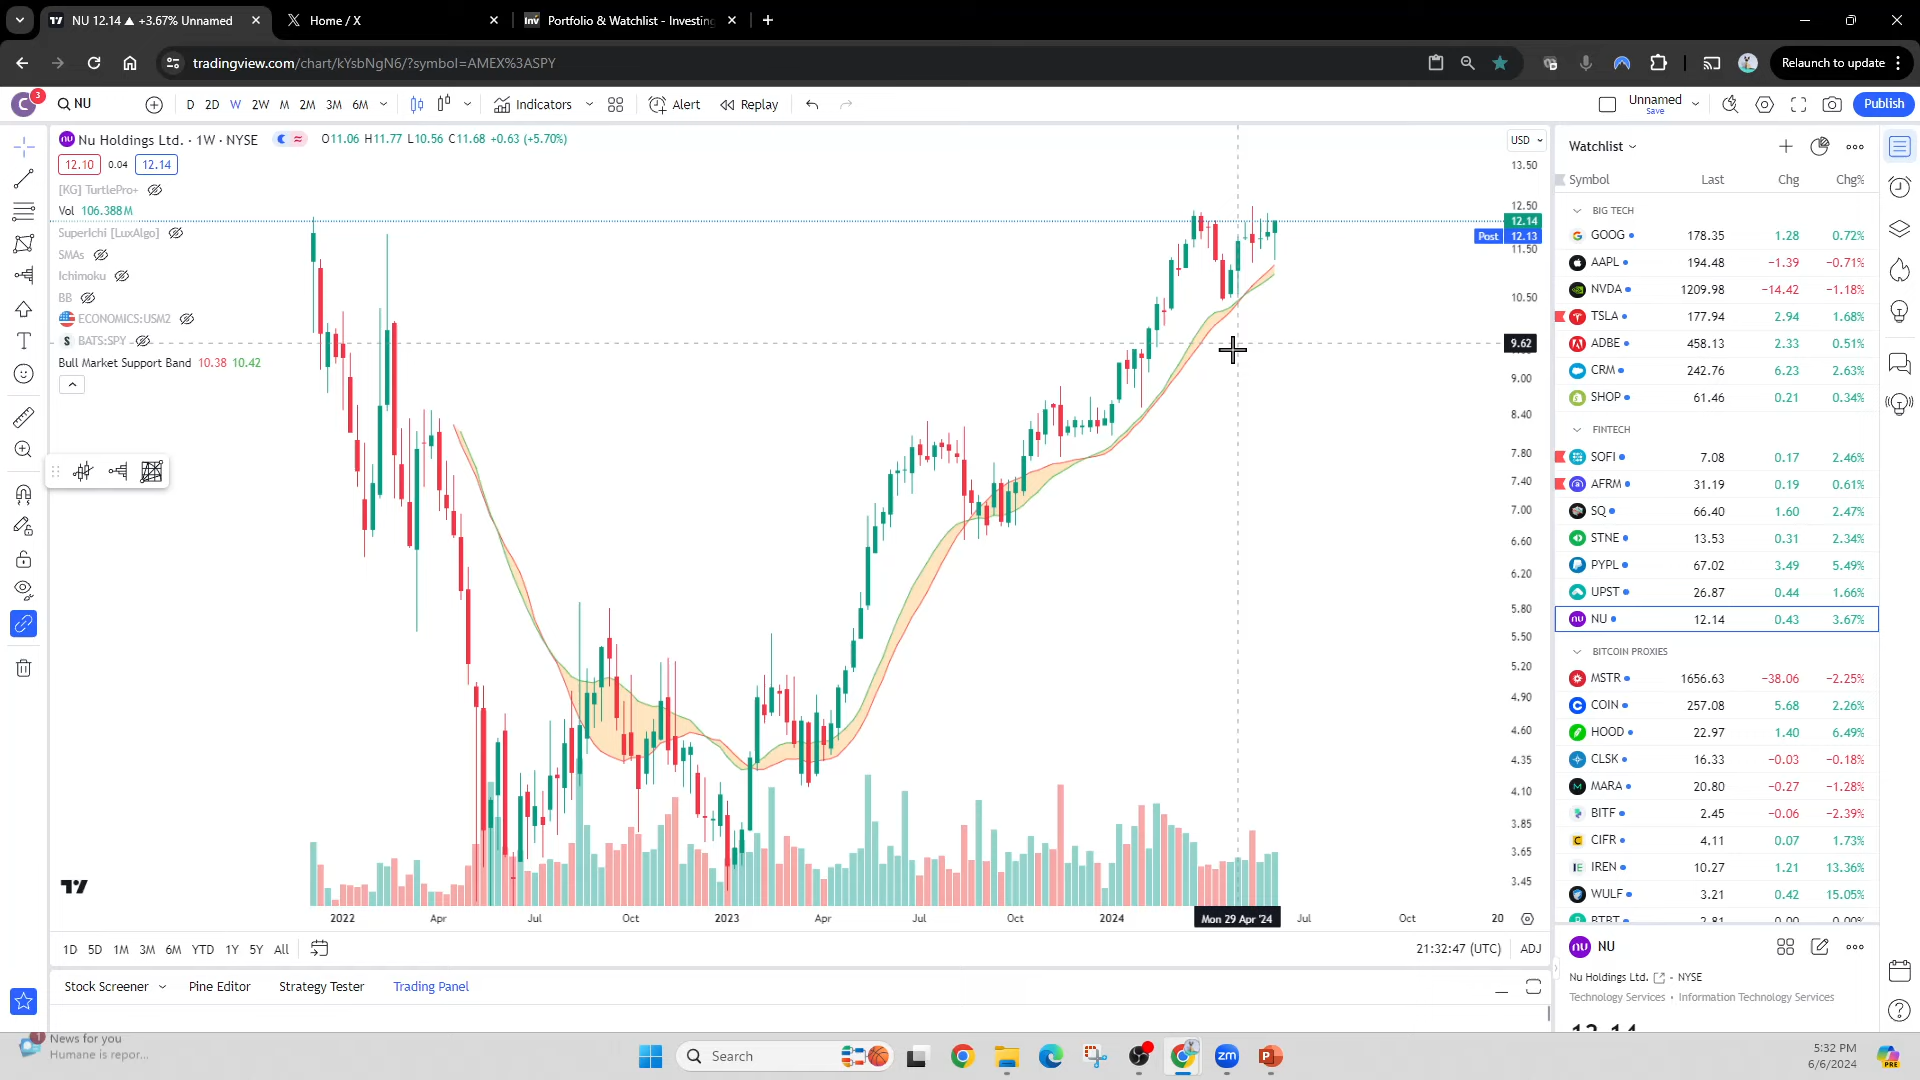 NU 12.14 ▲ +3.67% Unnamed
Home / X
Portfolio & Watchlist - Investing
tradingview.com/chart/kYsbNgN6/?symbol=AMEX%3ASPY
Relaunch to update
C 3
NU
D 2D W 2W M 2M 3M 6M
Indicators
Alert
Replay
Unnamed
Save
Publish
Nu Holdings Ltd. · 1W · NYSE
O11.06 H11.77 L10.56 C11.68 +0.63 (+5.70%)
12.10 0.04 12.14
[KG] TurtlePro+
Vol 106.388M
SuperIchi [LuxAlgo]
SMAs
Ichimoku
BB
ECONOMICS:USM2
BATS:SPY
Bull Market Support Band 10.38 10.42
USD
13.50
12.50
12.14
Post 12.13
11.50
10.50
9.62
9.00
8.40
7.80
7.40
7.00
6.60
6.20
5.80
5.50
5.20
4.90
4.60
4.35
4.10
3.85
3.65
3.45
2022 Apr Jul Oct 2023 Apr Jul Oct 2024 Mon 29 Apr '24 Jul Oct 20
1D 5D 1M 3M 6M YTD 1Y 5Y All
21:32:47 (UTC) ADJ
Stock Screener
Pine Editor
Strategy Tester
Trading Panel
Watchlist
Symbol Last Chg Chg%
BIG TECH
GOOG 178.35 1.28 0.72%
AAPL 194.48 −1.39 −0.71%
NVDA 1209.98 −14.42 −1.18%
TSLA 177.94 2.94 1.68%
ADBE 458.13 2.33 0.51%
CRM 242.76 6.23 2.63%
SHOP 61.46 0.21 0.34%
FINTECH
SOFI 7.08 0.17 2.46%
AFRM 31.19 0.19 0.61%
SQ 66.40 1.60 2.47%
STNE 13.53 0.31 2.34%
PYPL 67.02 3.49 5.49%
UPST 26.87 0.44 1.66%
NU 12.14 0.43 3.67%
BITCOIN PROXIES
MSTR 1656.63 −38.06 −2.25%
COIN 257.08 5.68 2.26%
HOOD 22.97 1.40 6.49%
CLSK 16.33 −0.03 −0.18%
MARA 20.80 −0.27 −1.28%
BITF 2.45 −0.06 −2.39%
CIFR 4.11 0.07 1.73%
IREN 10.27 1.21 13.36%
WULF 3.21 0.42 15.05%
BTBT 2.81 0.00 0.00%
NU
Nu Holdings Ltd. · NYSE
Technology Services • Information Technology Services
12.14
News for you
Humane is repor...
Search
5:32 PM
6/6/2024